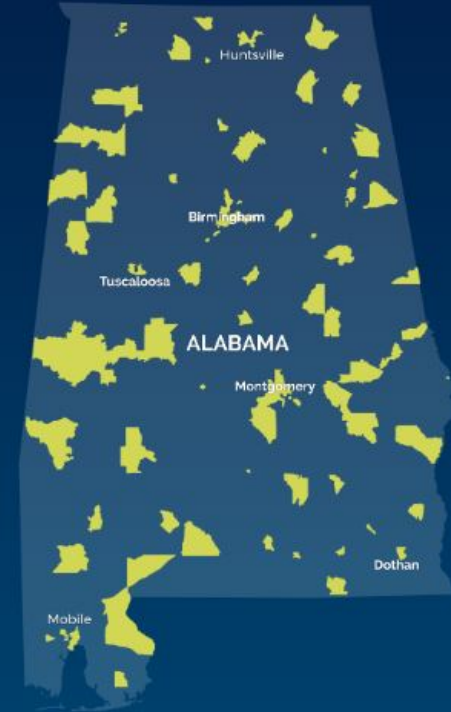 Huntsville
Birmingham
Tuscaloosa
ALABAMA
Montgomery
Dothan
Mobile